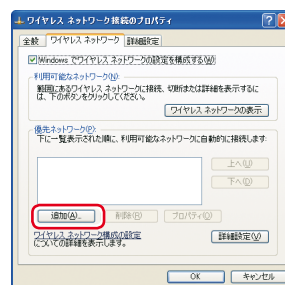 ワイヤレス ネットワーク接続のプロパティ
全般 ワイヤレス ネットワーク 詳細設定
Windows でワイヤレス ネットワークの設定を構成する(W)
利用可能なネットワーク(N):
範囲にあるワイヤレス ネットワークに接続、切断または詳細を表示するに
は、下のボタンをクリックしてください。
ワイヤレス ネットワークの表示
優先ネットワーク(P):
下に一覧表示された順に、利用可能なネットワークに自動的に接続します:
上へ(U)
下へ(D)
追加(A)... 削除(R) プロパティ(O)
ワイヤレス ネットワーク構成の設定
についての詳細を表示します。
詳細設定(V)
OK キャンセル